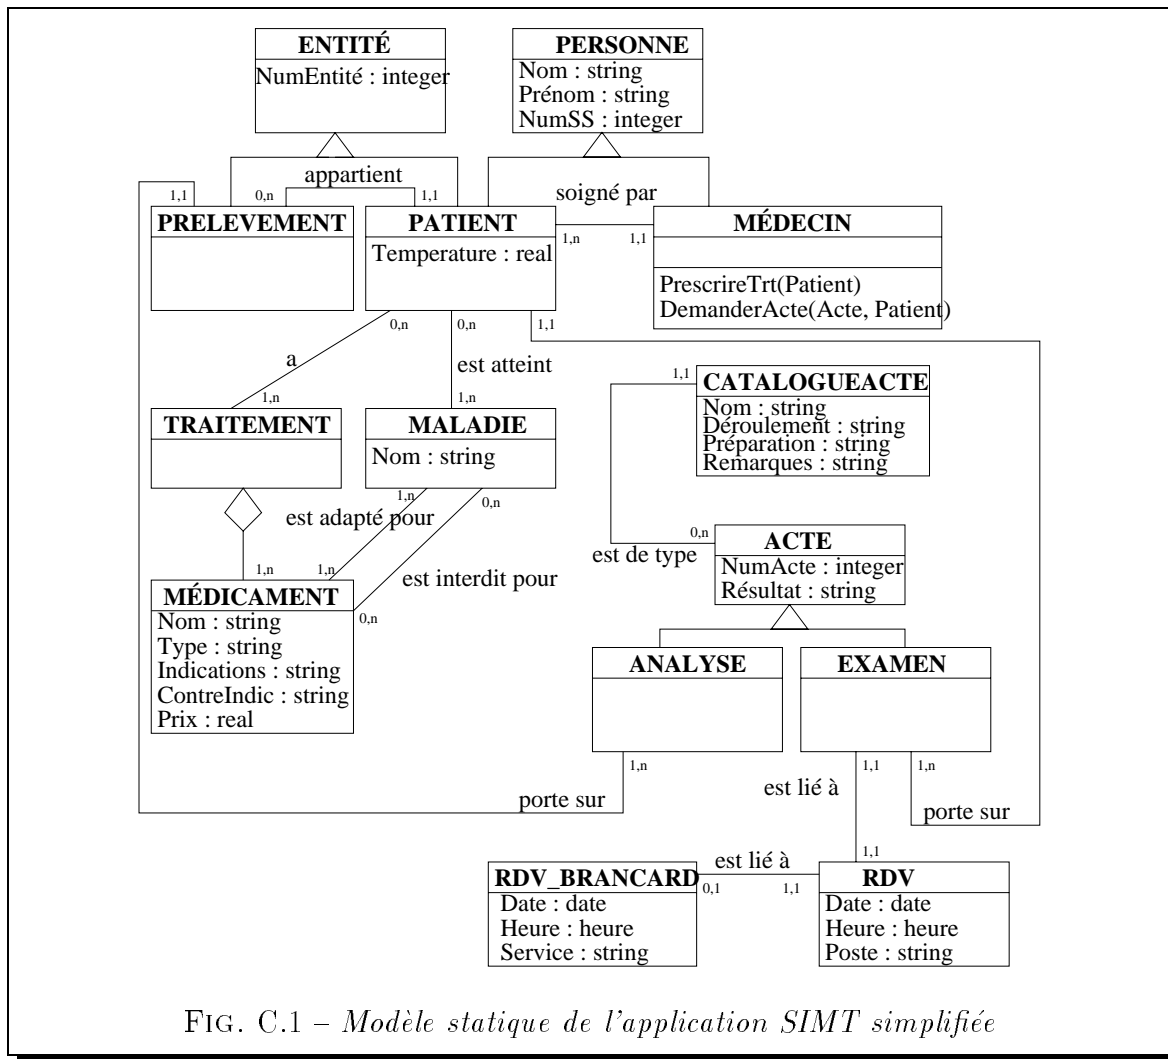 ENTITÉ
NumEntité : integer
PERSONNE
Nom : string
Prénom : string
NumSS : integer
appartient
soigné par
1,1
0,n
1,1
PRELEVEMENT
PATIENT
Temperature : real
1,n
1,1
MÉDECIN
PrescrireTrt(Patient)
DemanderActe(Acte, Patient)
0,n
0,n
1,1
a
est atteint
1,n
1,n
TRAITEMENT
MALADIE
Nom : string
1,1
CATALOGUEACTE
Nom : string
Déroulement : string
Préparation : string
Remarques : string
1,n
0,n
est adapté pour
est interdit pour
1,n
1,n
0,n
MÉDICAMENT
Nom : string
Type : string
Indications : string
ContreIndic : string
Prix : real
0,n
est de type
ACTE
NumActe : integer
Résultat : string
ANALYSE
EXAMEN
1,n
1,1
1,n
porte sur
est lié à
porte sur
1,1
est lié à
RDV_BRANCARD
Date : date
Heure : heure
Service : string
0,1
1,1
RDV
Date : date
Heure : heure
Poste : string
FIG. C.1 – Modèle statique de l'application SIMT simplifiée